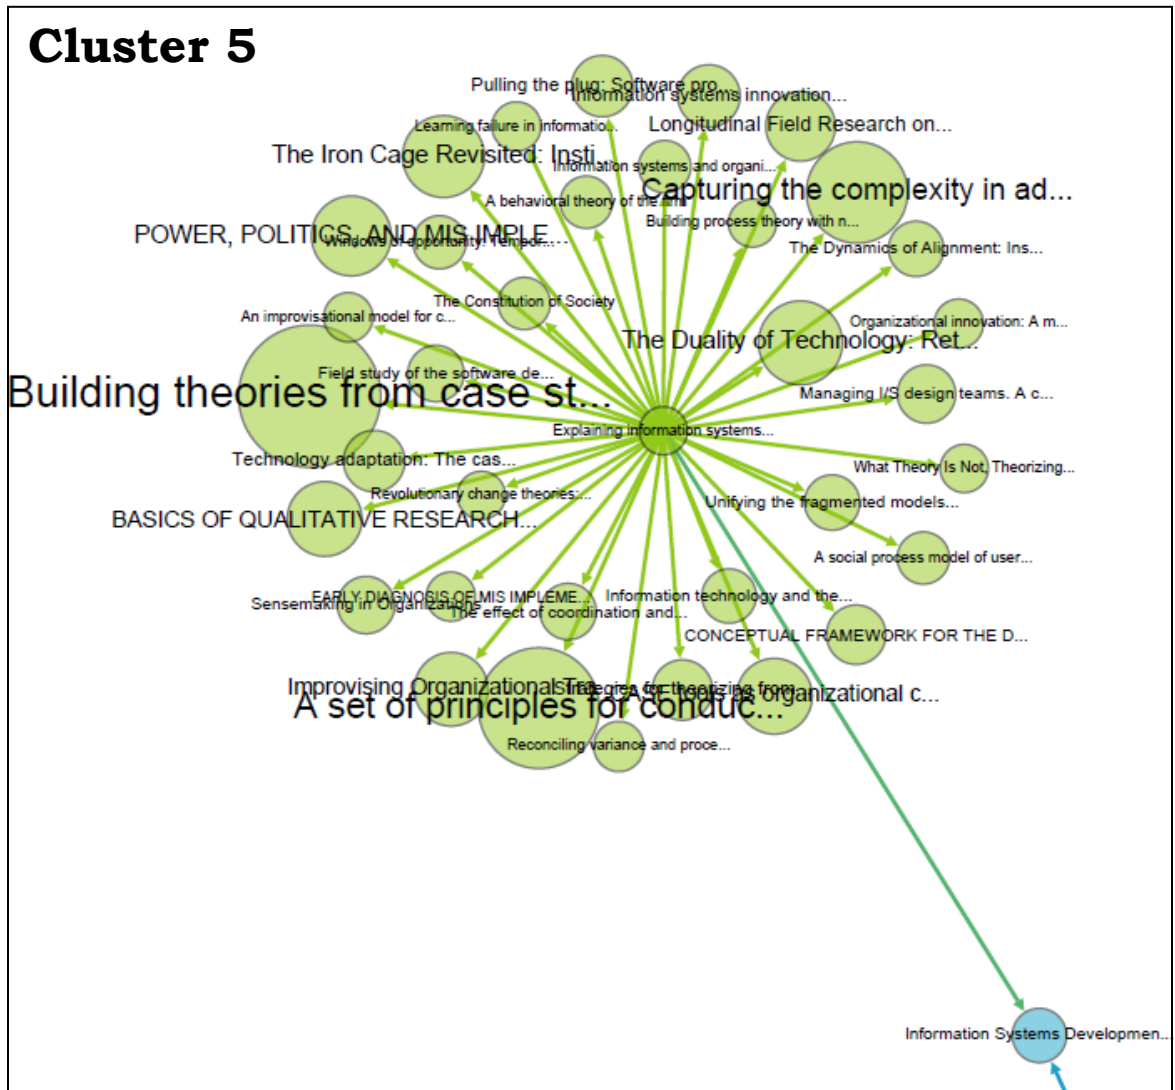 Cluster 5
Pulling the plug: Software pro...
Information systems innovation...
Learning failure in informatio...
Longitudinal Field Research on...
The Iron Cage Revisited: Insti...
Information systems and organi...
Capturing the complexity in ad...
A behavioral theory of the firm
Building process theory with n...
POWER, POLITICS, AND MIS IMPLE...
Windows of opportunity: Tempor...
The Dynamics of Alignment: Ins...
The Constitution of Society
An improvisational model for c...
Organizational innovation: A m...
The Duality of Technology: Ret...
Field study of the software de...
Building theories from case st...
Managing I/S design teams. A c...
Explaining information systems...
Technology adaptation: The cas...
What Theory Is Not, Theorizing...
Revolutionary change theories:...
Unifying the fragmented models...
BASICS OF QUALITATIVE RESEARCH...
A social process model of user...
EARLY DIAGNOSIS OF MIS IMPLEME...
Information technology and the...
Sensemaking in Organizations
The effect of coordination and...
CONCEPTUAL FRAMEWORK FOR THE D...
Improvising Organizational Tra...
Strategies for theorizing from...
CASE tools as organizational c...
A set of principles for conduc...
Reconciling variance and proce...
Information Systems Developmen...